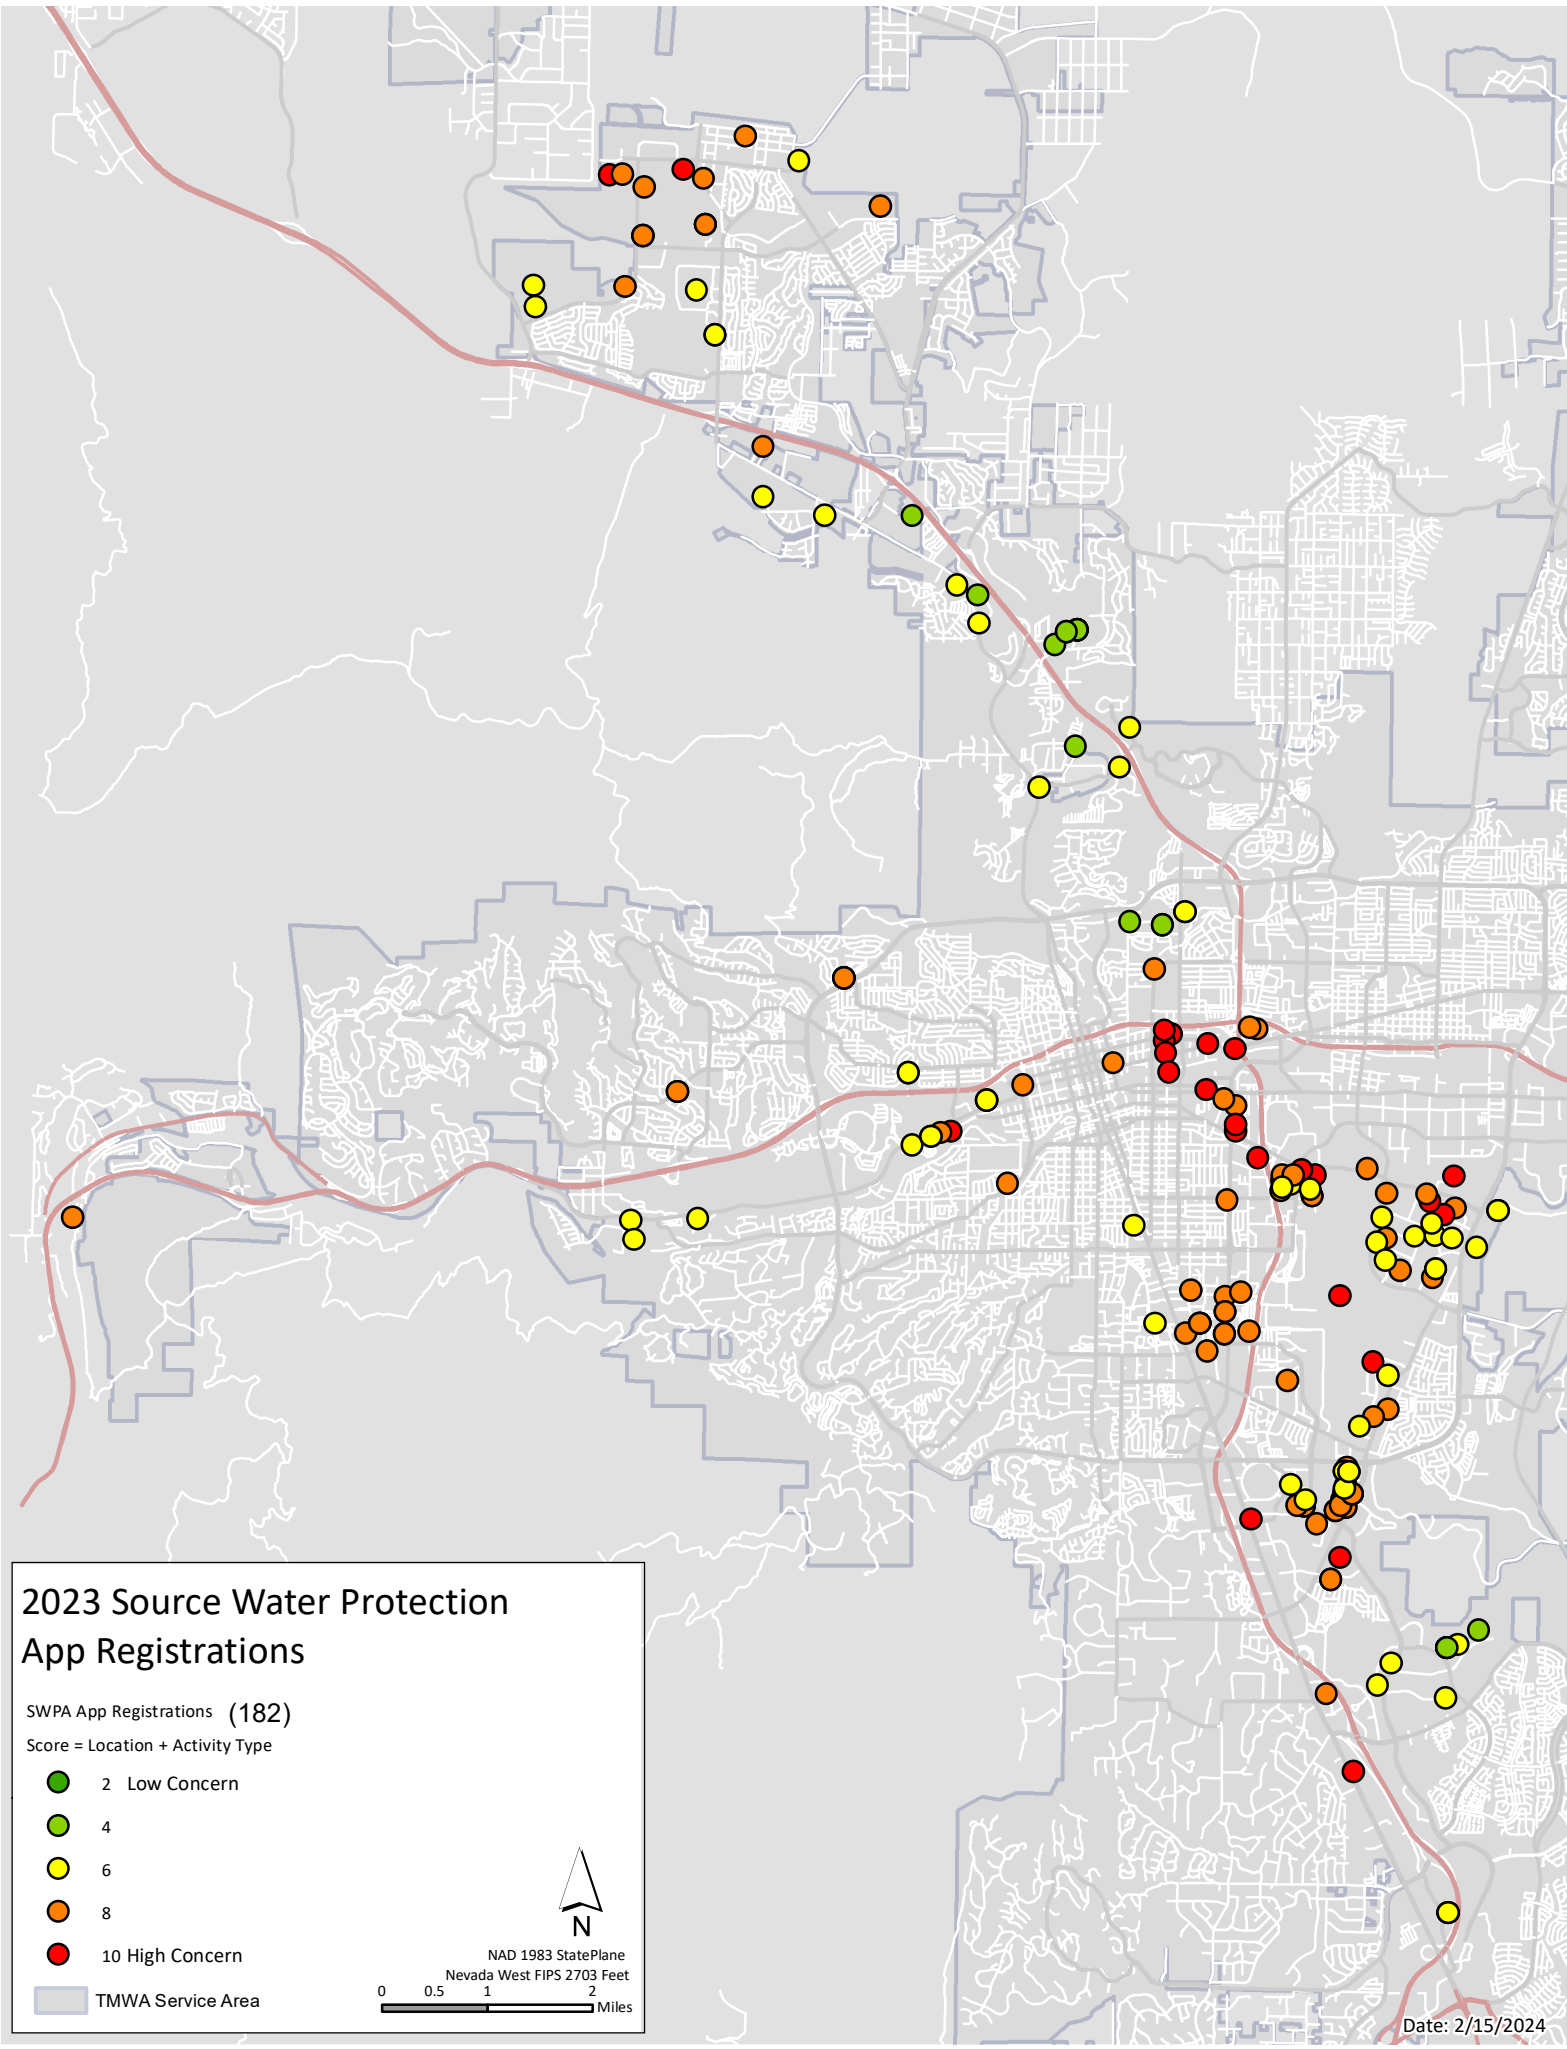 2023 Source Water Protection
App Registrations
SWPA App Registrations (182)
Score = Location + Activity Type
2 Low Concern
4
6
8
10 High Concern
TMWA Service Area
N
NAD 1983 StatePlane
Nevada West FIPS 2703 Feet
0 0.5 1 2
Miles
Date: 2/15/2024